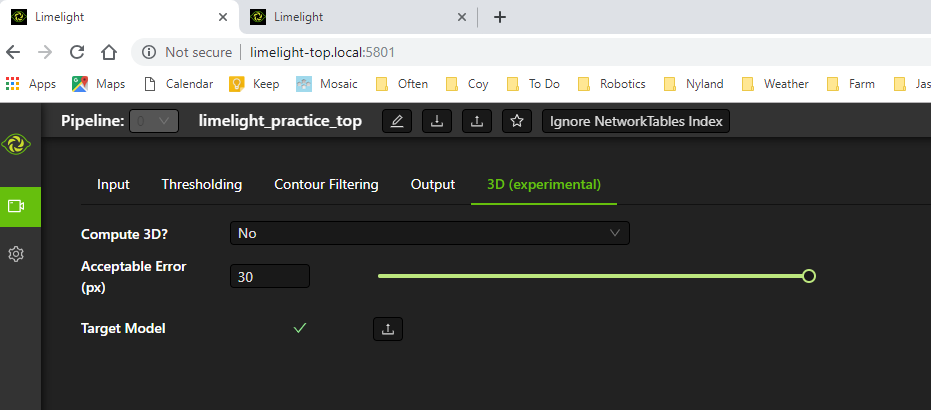 Limelight
Limelight
Not secure | limelight-top.local:5801
Apps Maps Calendar Keep Mosaic Often Coy To Do Robotics Nyland Weather Farm Jas
Pipeline: 0 limelight_practice_top Ignore NetworkTables Index
Input Thresholding Contour Filtering Output 3D (experimental)
Compute 3D? No
Acceptable Error
(px) 30
Target Model